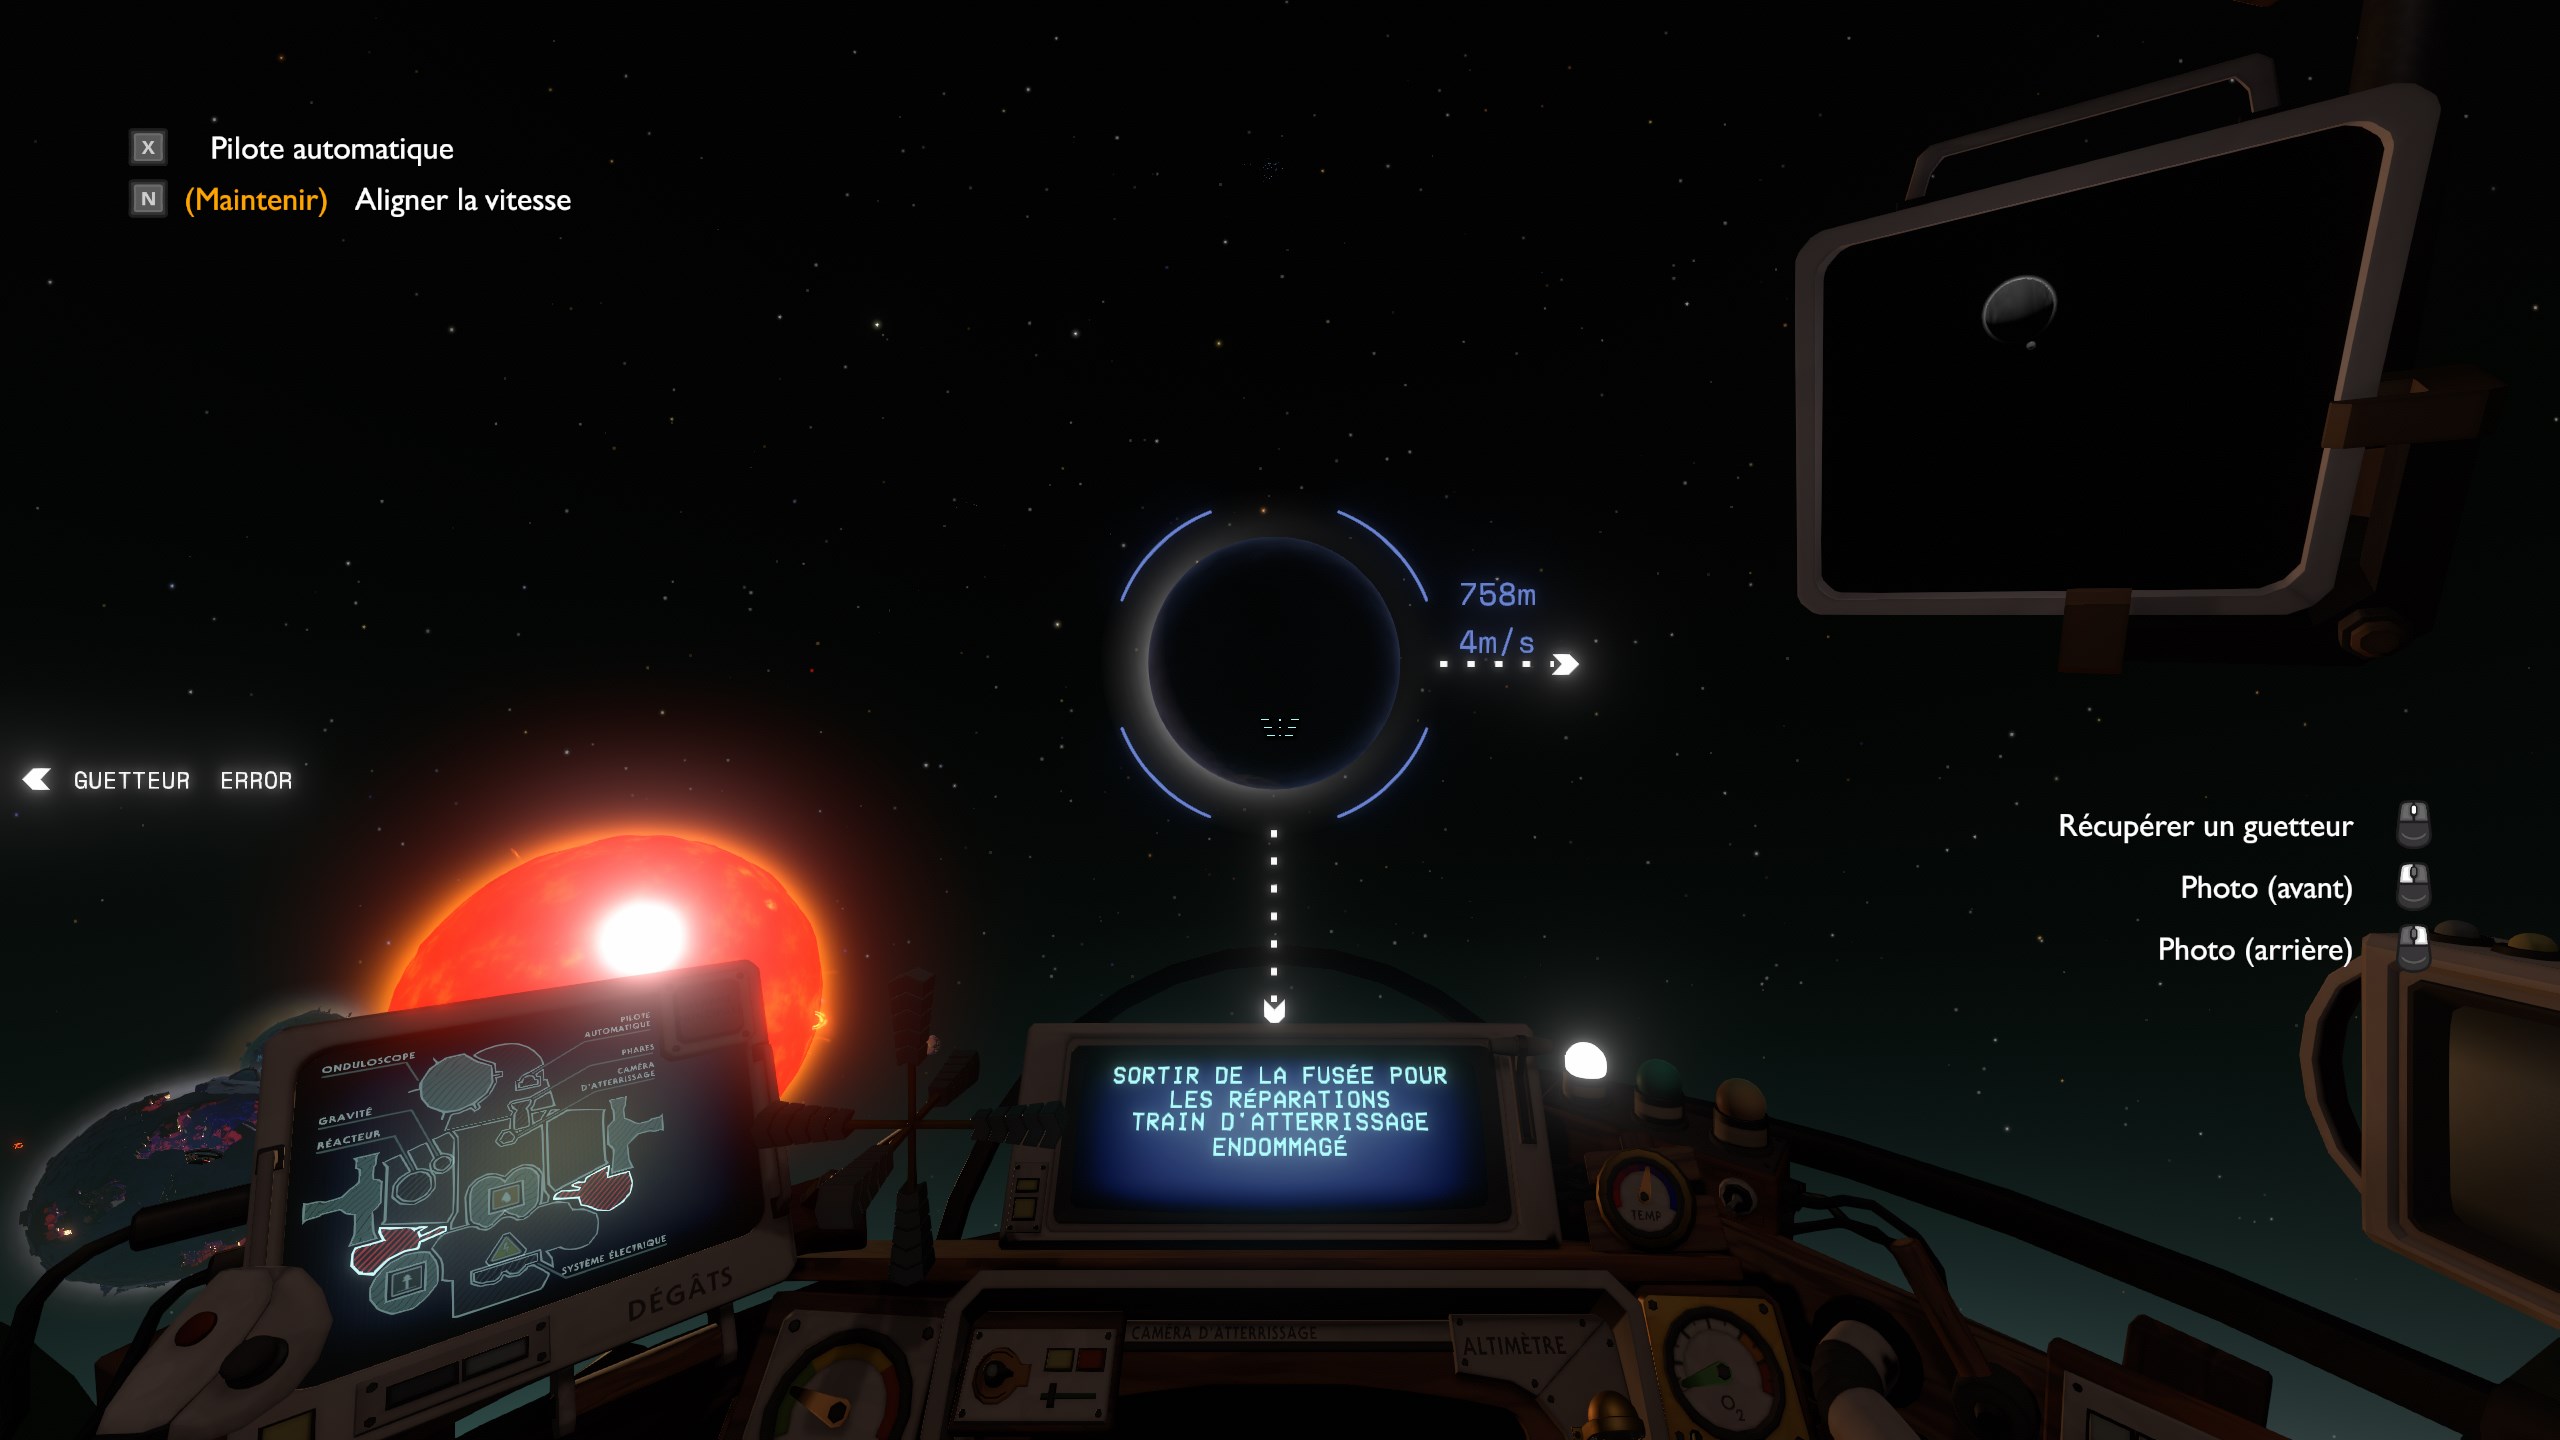 X Pilote automatique
N (Maintenir) Aligner la vitesse
758m
4m/s
GUETTEUR ERROR
Récupérer un guetteur
Photo (avant)
Photo (arrière)
PILOTE
AUTOMATIQUE
ONDULOSCOPE
PHARES
CAMÉRA
D'ATTERRISSAGE
GRAVITÉ
RÉACTEUR
SYSTÈME ÉLECTRIQUE
DÉGÂTS
SORTIR DE LA FUSÉE POUR
LES RÉPARATIONS
TRAIN D'ATTERRISSAGE
ENDOMMAGÉ
TEMP
CAMÉRA D'ATTERRISSAGE
ALTIMÈTRE
O2